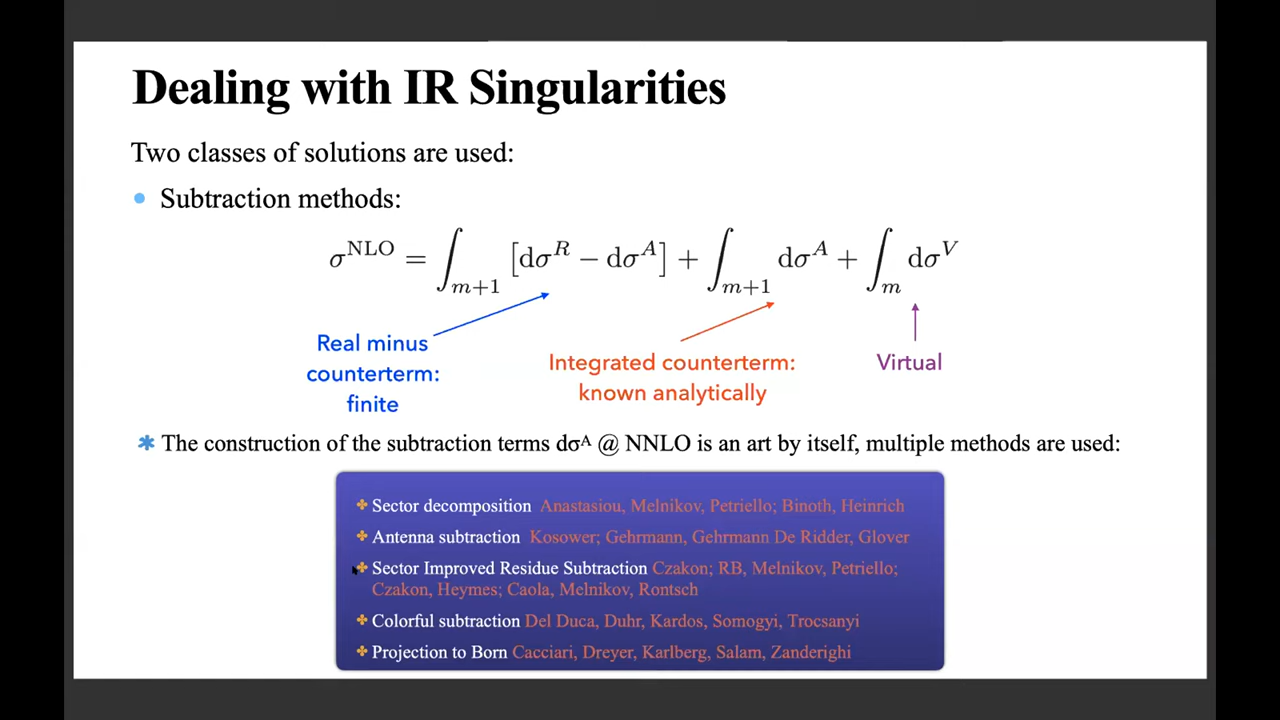 Dealing with IR Singularities
Two classes of solutions are used:
• Subtraction methods:
σ^NLO = ∫_{m+1} [dσ^R − dσ^A] + ∫_{m+1} dσ^A + ∫_m dσ^V
Real minus
counterterm:
finite
Integrated counterterm:
known analytically
Virtual
✱ The construction of the subtraction terms dσᴬ @ NNLO is an art by itself, multiple methods are used:
✤ Sector decomposition Anastasiou, Melnikov, Petriello; Binoth, Heinrich
✤ Antenna subtraction Kosower; Gehrmann, Gehrmann De Ridder, Glover
✤ Sector Improved Residue Subtraction Czakon; RB, Melnikov, Petriello;
Czakon, Heymes; Caola, Melnikov, Rontsch
✤ Colorful subtraction Del Duca, Duhr, Kardos, Somogyi, Trocsanyi
✤ Projection to Born Cacciari, Dreyer, Karlberg, Salam, Zanderighi